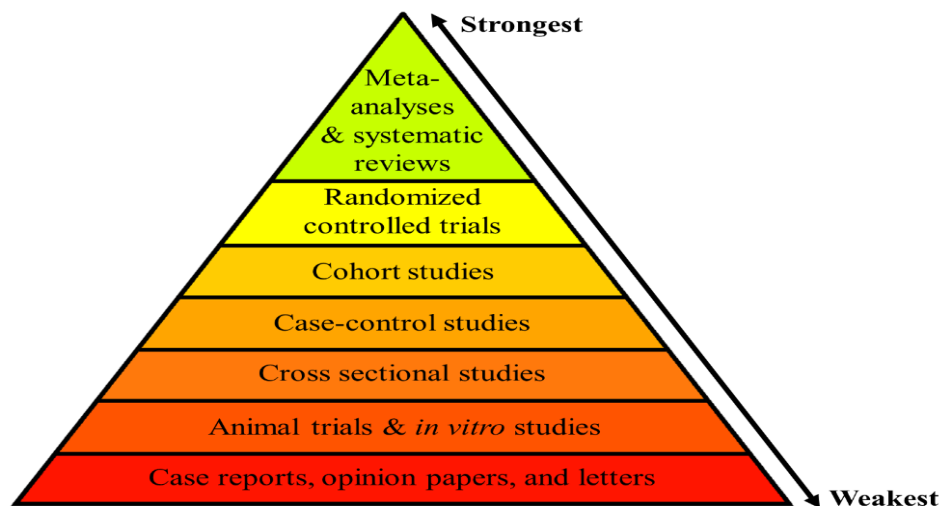 Strongest
Meta-
analyses
& systematic
reviews
Randomized
controlled trials
Cohort studies
Case-control studies
Cross sectional studies
Animal trials & in vitro studies
Case reports, opinion papers, and letters
Weakest